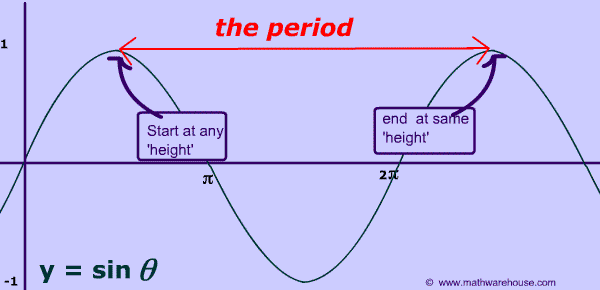 the period
1
Start at any
'height'
end at same
'height'
π
2π
-1
y = sin θ
© www.mathwarehouse.com